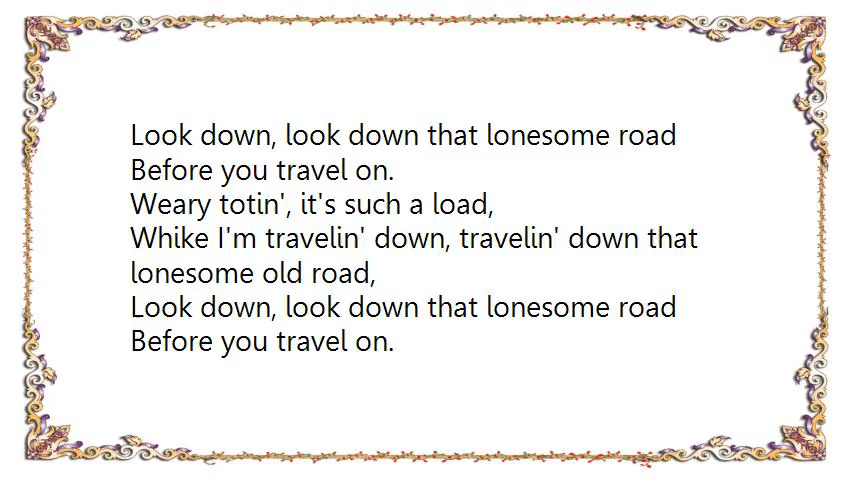 Look down, look down that lonesome road
Before you travel on.
Weary totin', it's such a load,
Whike I'm travelin' down, travelin' down that
lonesome old road,
Look down, look down that lonesome road
Before you travel on.